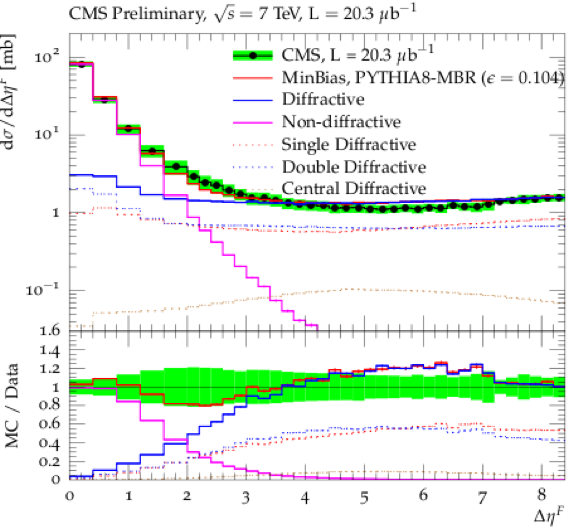 CMS Preliminary, √s = 7 TeV, L = 20.3 μb⁻¹
dσ/dΔη^F [mb]
10²
10¹
1
10⁻¹
CMS, L = 20.3 μb⁻¹
MinBias, PYTHIA8-MBR (ϵ = 0.104)
Diffractive
Non-diffractive
Single Diffractive
Double Diffractive
Central Diffractive
MC / Data
1.6
1.4
1.2
1
0.8
0.6
0.4
0.2
0
0 1 2 3 4 5 6 7 8
Δη^F